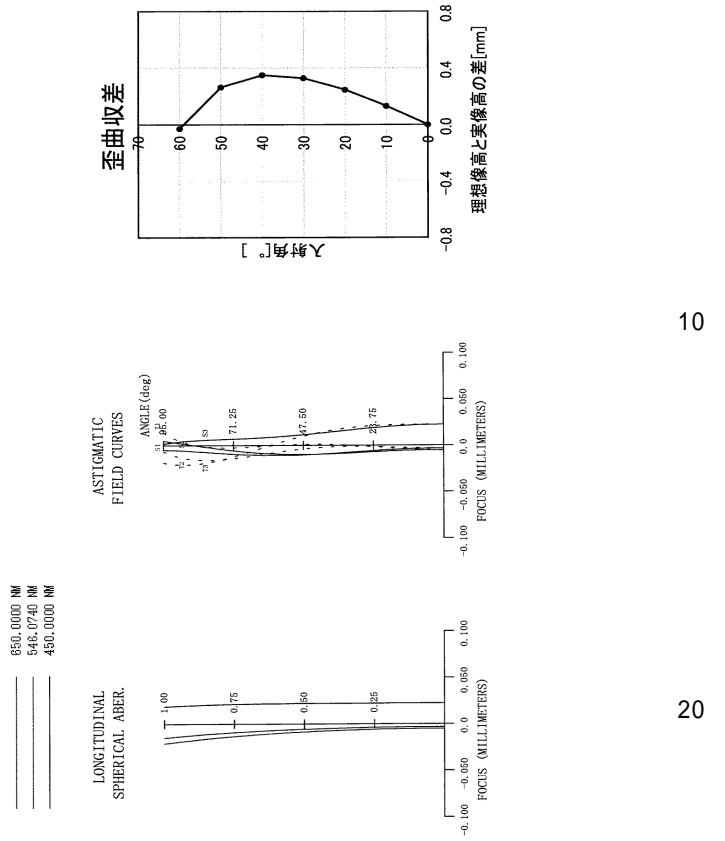 650.0000 NM
546.0740 NM
450.0000 NM
LONGITUDINAL
SPHERICAL ABER.
1.00
0.75
0.50
0.25
-0.100
-0.050
0.0
0.050
0.100
FOCUS (MILLIMETERS)
ASTIGMATIC
FIELD CURVES
ANGLE(deg)
S1
S3
T2
T3
95.00
71.25
47.50
23.75
-0.100
-0.050
0.0
0.050
0.100
FOCUS (MILLIMETERS)
歪曲収差
入射角[°]
70
60
50
40
30
20
10
0
-0.8
-0.4
0.0
0.4
0.8
理想像高と実像高の差[mm]
10
20